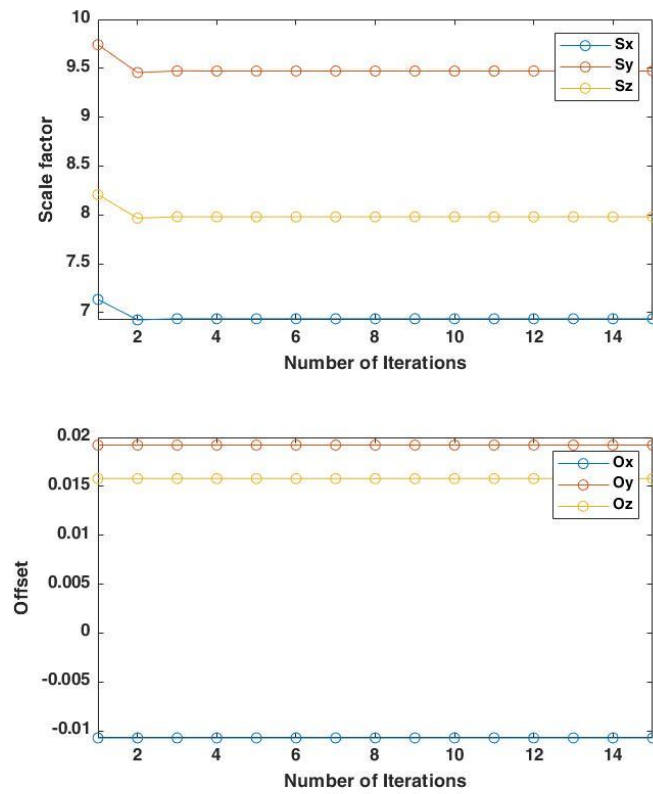 10
9.5
9
8.5
8
7.5
7
Scale factor
Sx
Sy
Sz
2 4 6 8 10 12 14
Number of Iterations
0.02
0.015
0.01
0.005
0
-0.005
-0.01
Offset
Ox
Oy
Oz
2 4 6 8 10 12 14
Number of Iterations